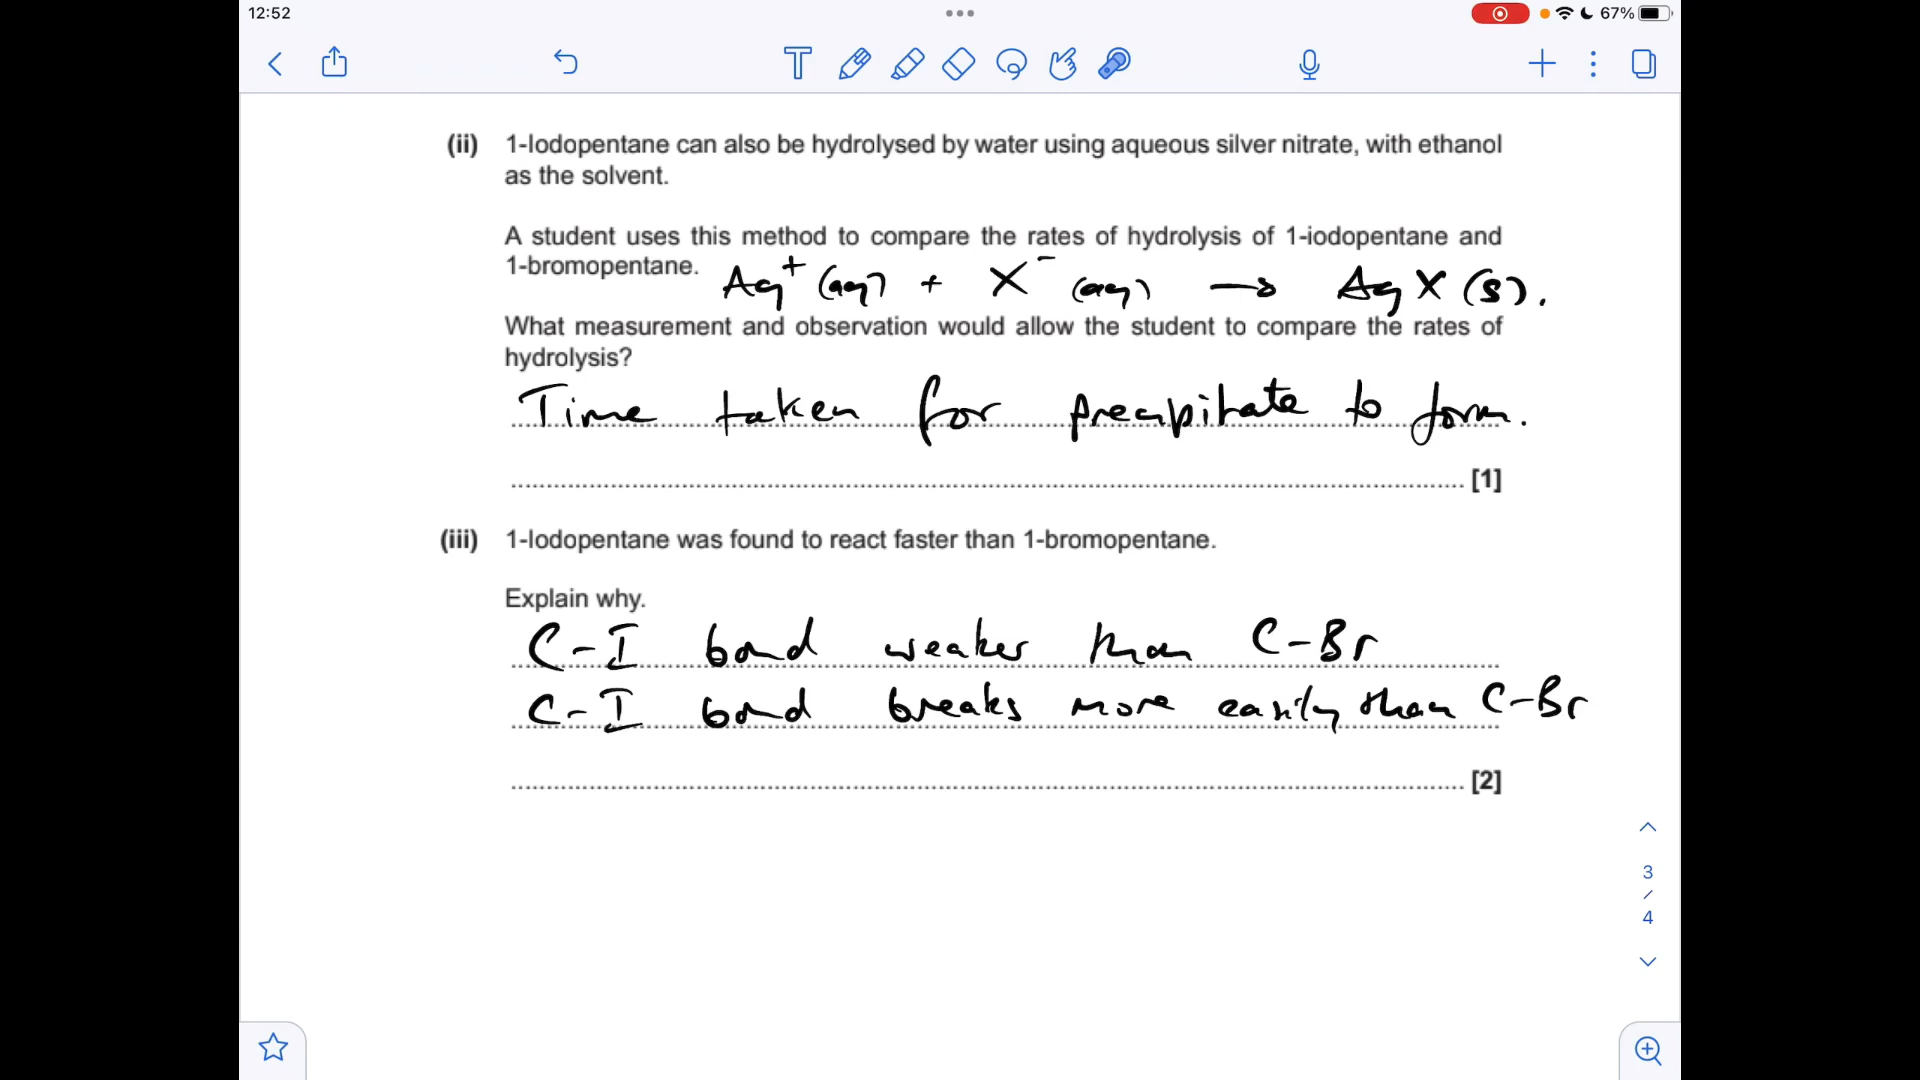 12:52
67%
(ii) 1-Iodopentane can also be hydrolysed by water using aqueous silver nitrate, with ethanol
as the solvent.
A student uses this method to compare the rates of hydrolysis of 1-iodopentane and
1-bromopentane.
Ag⁺ (aq) + X⁻ (aq) → AgX (s).
What measurement and observation would allow the student to compare the rates of
hydrolysis?
Time taken for precipitate to form.
[1]
(iii) 1-Iodopentane was found to react faster than 1-bromopentane.
Explain why.
C-I bond weaker than C-Br
C-I bond breaks more easily than C-Br
[2]
3
/
4